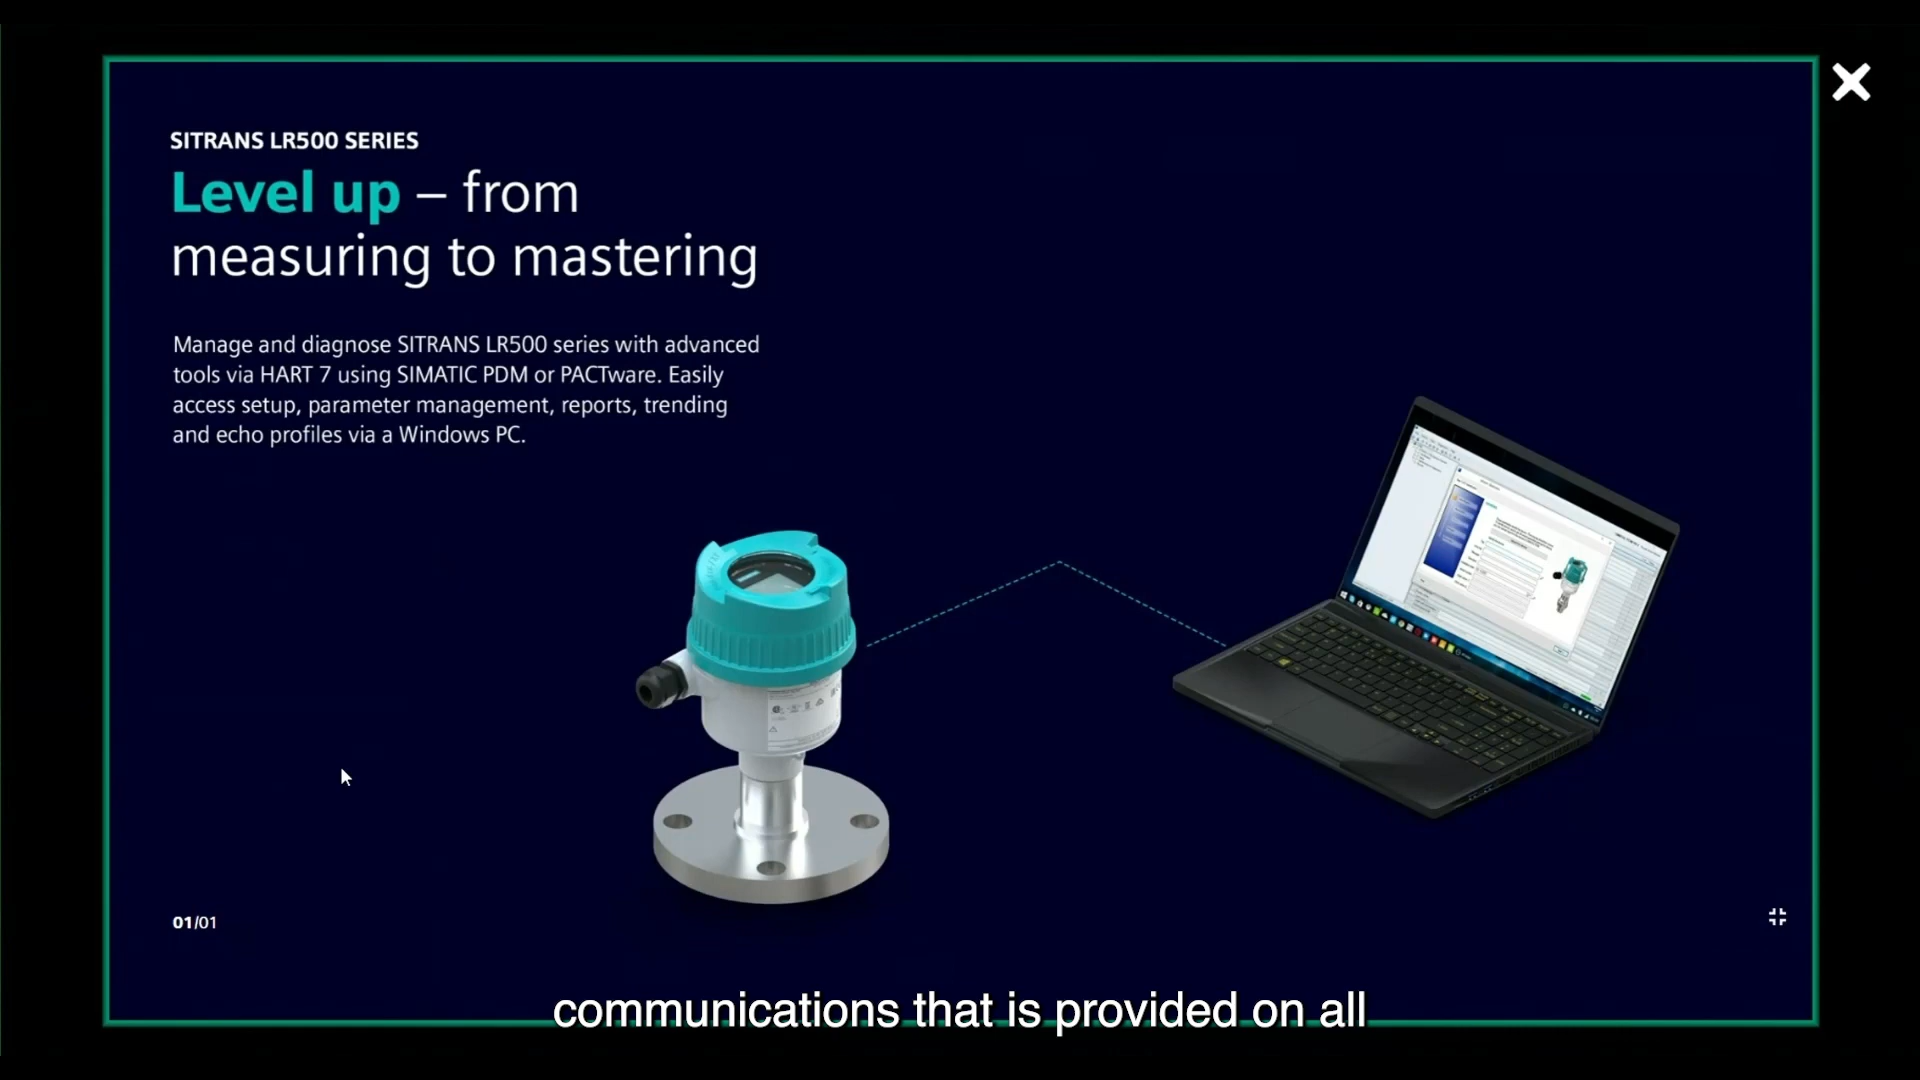 SITRANS LR500 SERIES
Level up – from
measuring to mastering
Manage and diagnose SITRANS LR500 series with advanced
tools via HART 7 using SIMATIC PDM or PACTware. Easily
access setup, parameter management, reports, trending
and echo profiles via a Windows PC.
01/01
communications that is provided on all